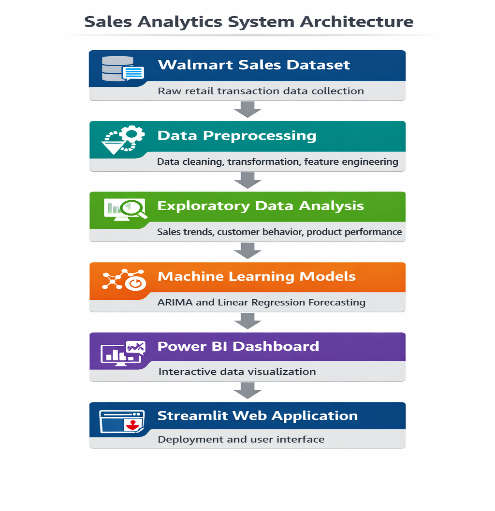 Sales Analytics System Architecture
Walmart Sales Dataset
Raw retail transaction data collection
Data Preprocessing
Data cleaning, transformation, feature engineering
Exploratory Data Analysis
Sales trends, customer behavior, product performance
Machine Learning Models
ARIMA and Linear Regression Forecasting
Power BI Dashboard
Interactive data visualization
Streamlit Web Application
Deployment and user interface